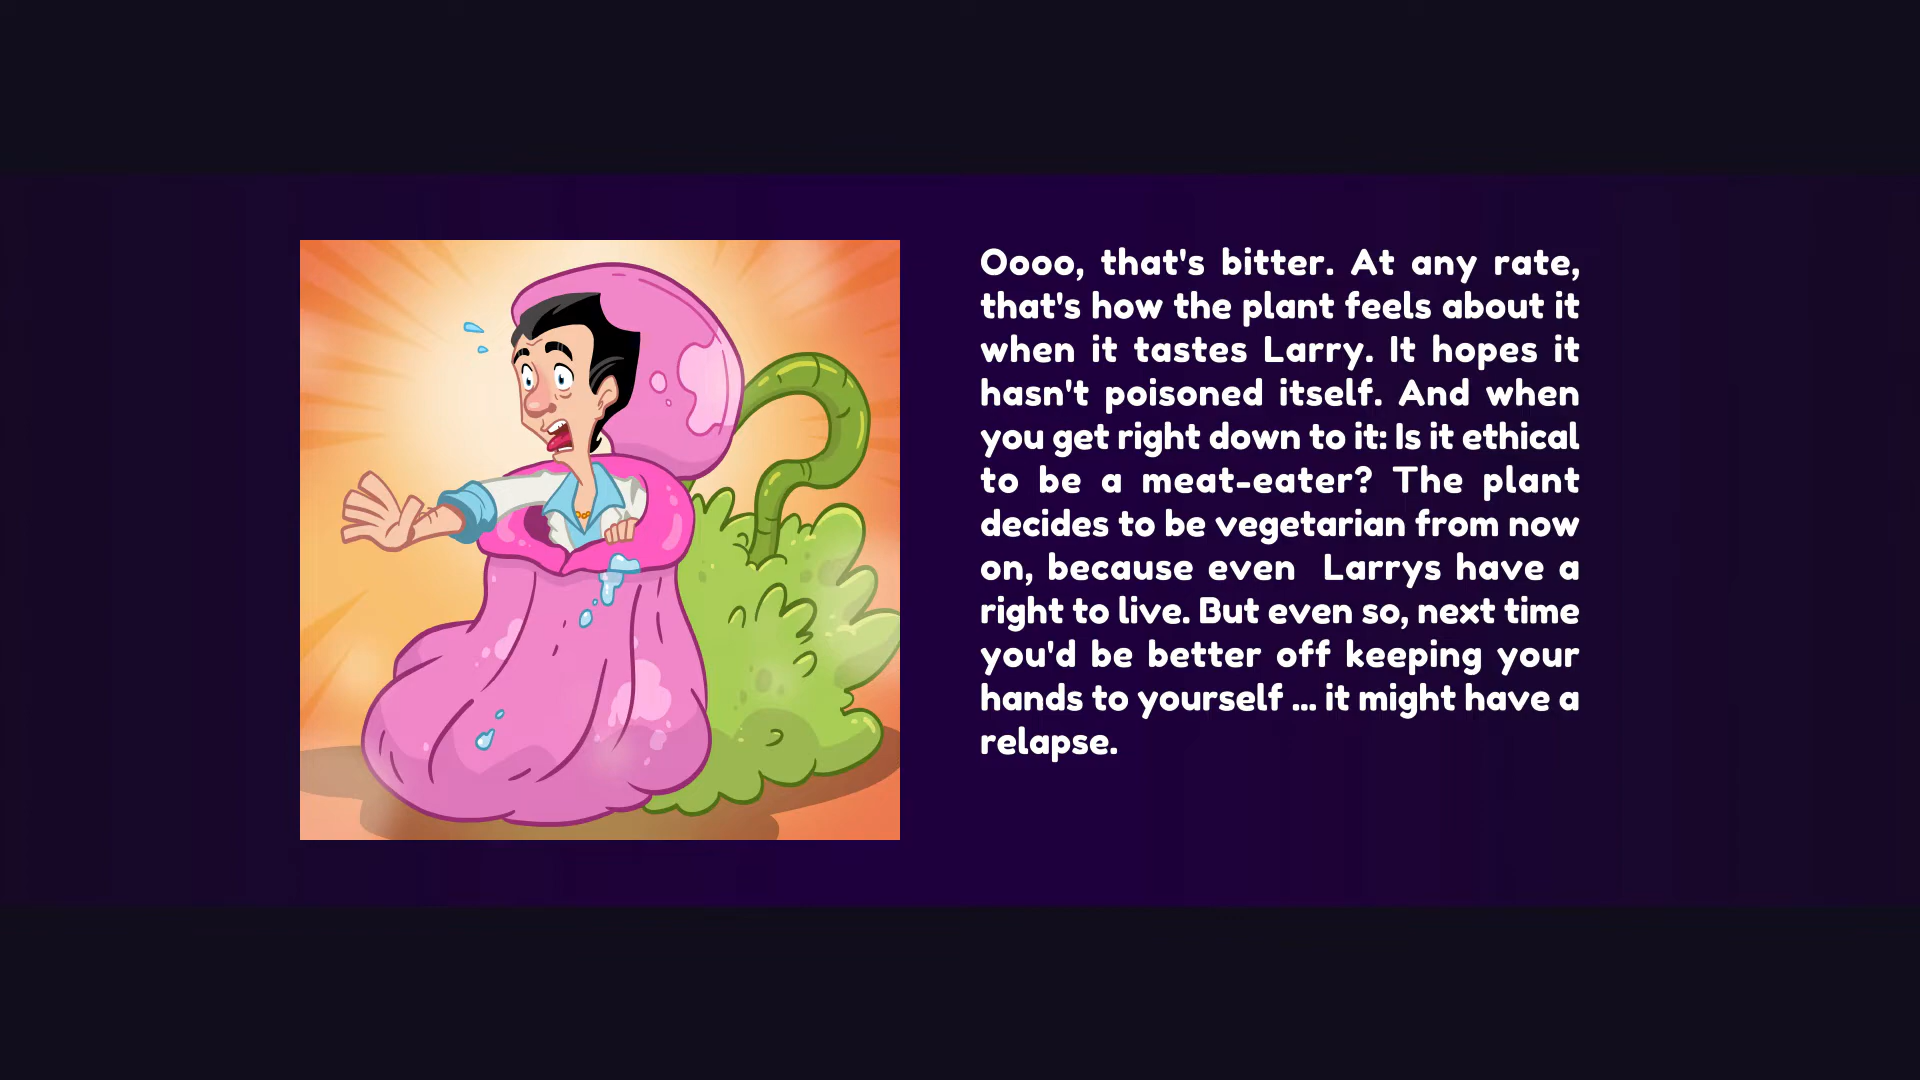 Oooo, that's bitter. At any rate,
that's how the plant feels about it
when it tastes Larry. It hopes it
hasn't poisoned itself. And when
you get right down to it: Is it ethical
to be a meat-eater? The plant
decides to be vegetarian from now
on, because even  Larrys have a
right to live. But even so, next time
you'd be better off keeping your
hands to yourself ... it might have a
relapse.